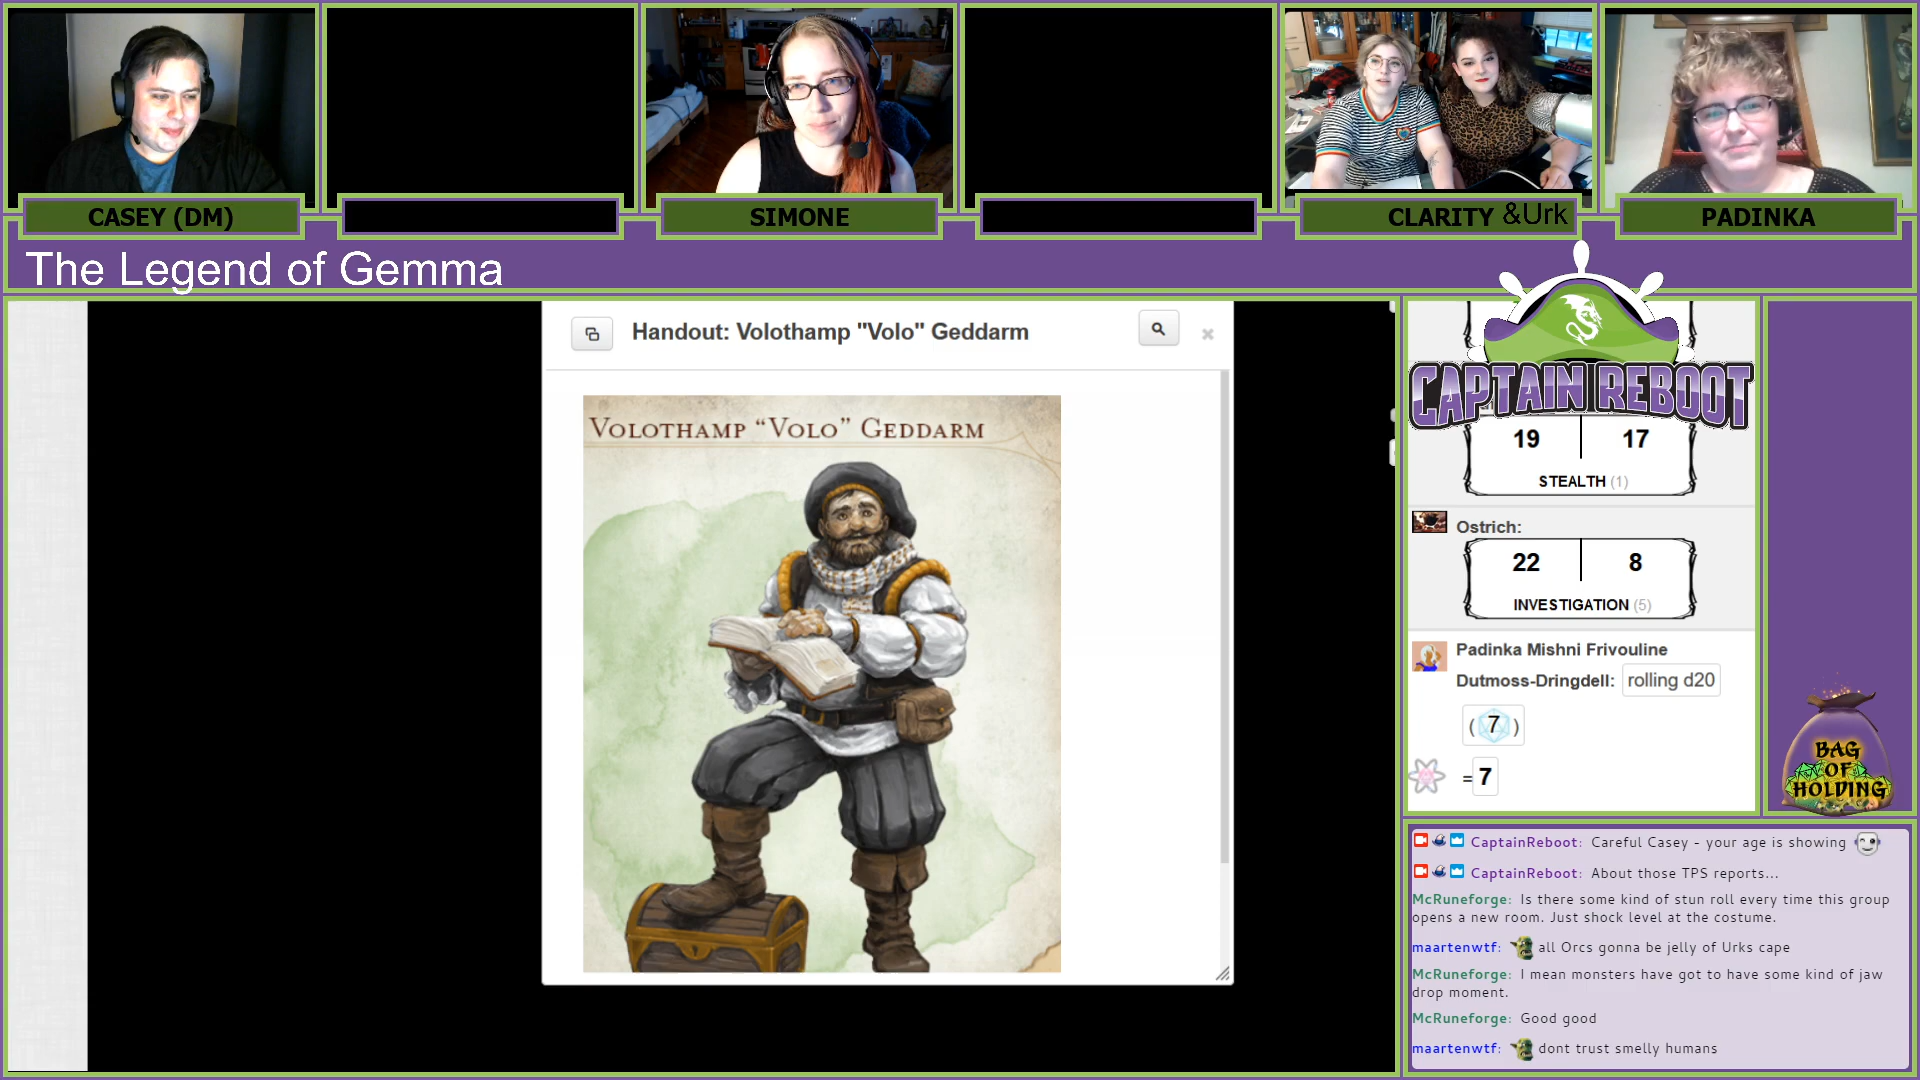 CASEY (DM)
SIMONE
CLARITY &Urk
PADINKA
The Legend of Gemma
Handout: Volothamp "Volo" Geddarm
Volothamp “Volo” Geddarm
CAPTAIN REBOOT
19 17
STEALTH (1)
Ostrich:
22 8
INVESTIGATION (5)
Padinka Mishni Frivouline
Dutmoss-Dringdell: rolling d20
(7)
=7
BAG
OF
HOLDING
CaptainReboot: Careful Casey - your age is showing
CaptainReboot: About those TPS reports...
McRuneforge: Is there some kind of stun roll every time this group
opens a new room. Just shock level at the costume.
maartenwtf: all Orcs gonna be jelly of Urks cape
McRuneforge: I mean monsters have got to have some kind of jaw
drop moment.
McRuneforge: Good good
maartenwtf: dont trust smelly humans